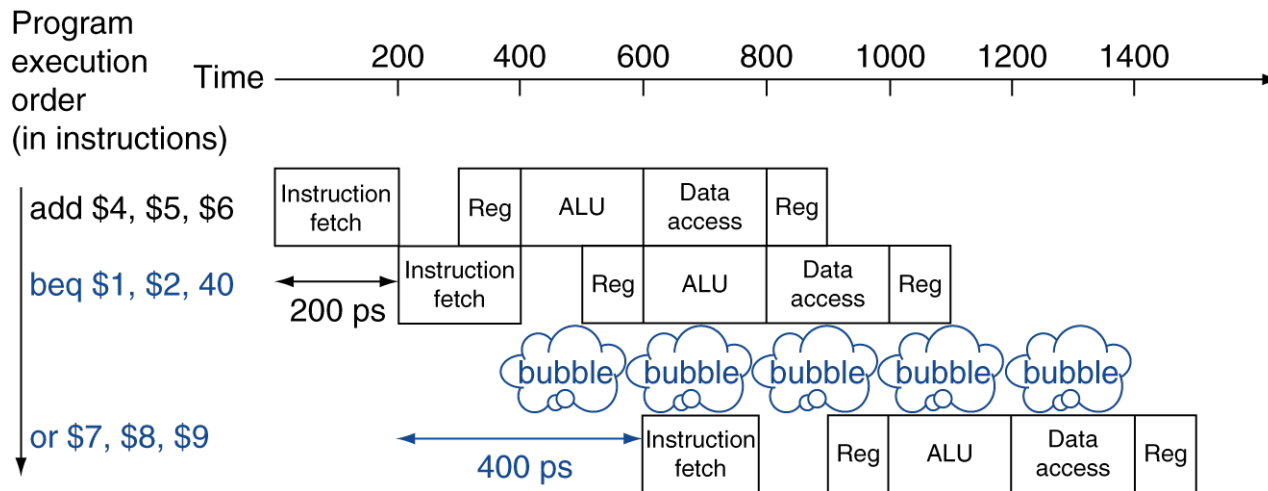 Program
execution
order
(in instructions)
Time
200 400 600 800 1000 1200 1400
add $4, $5, $6
Instruction
fetch
Reg
ALU
Data
access
Reg
beq $1, $2, 40
200 ps
Instruction
fetch
Reg
ALU
Data
access
Reg
bubble bubble bubble bubble bubble
or $7, $8, $9
400 ps
Instruction
fetch
Reg
ALU
Data
access
Reg